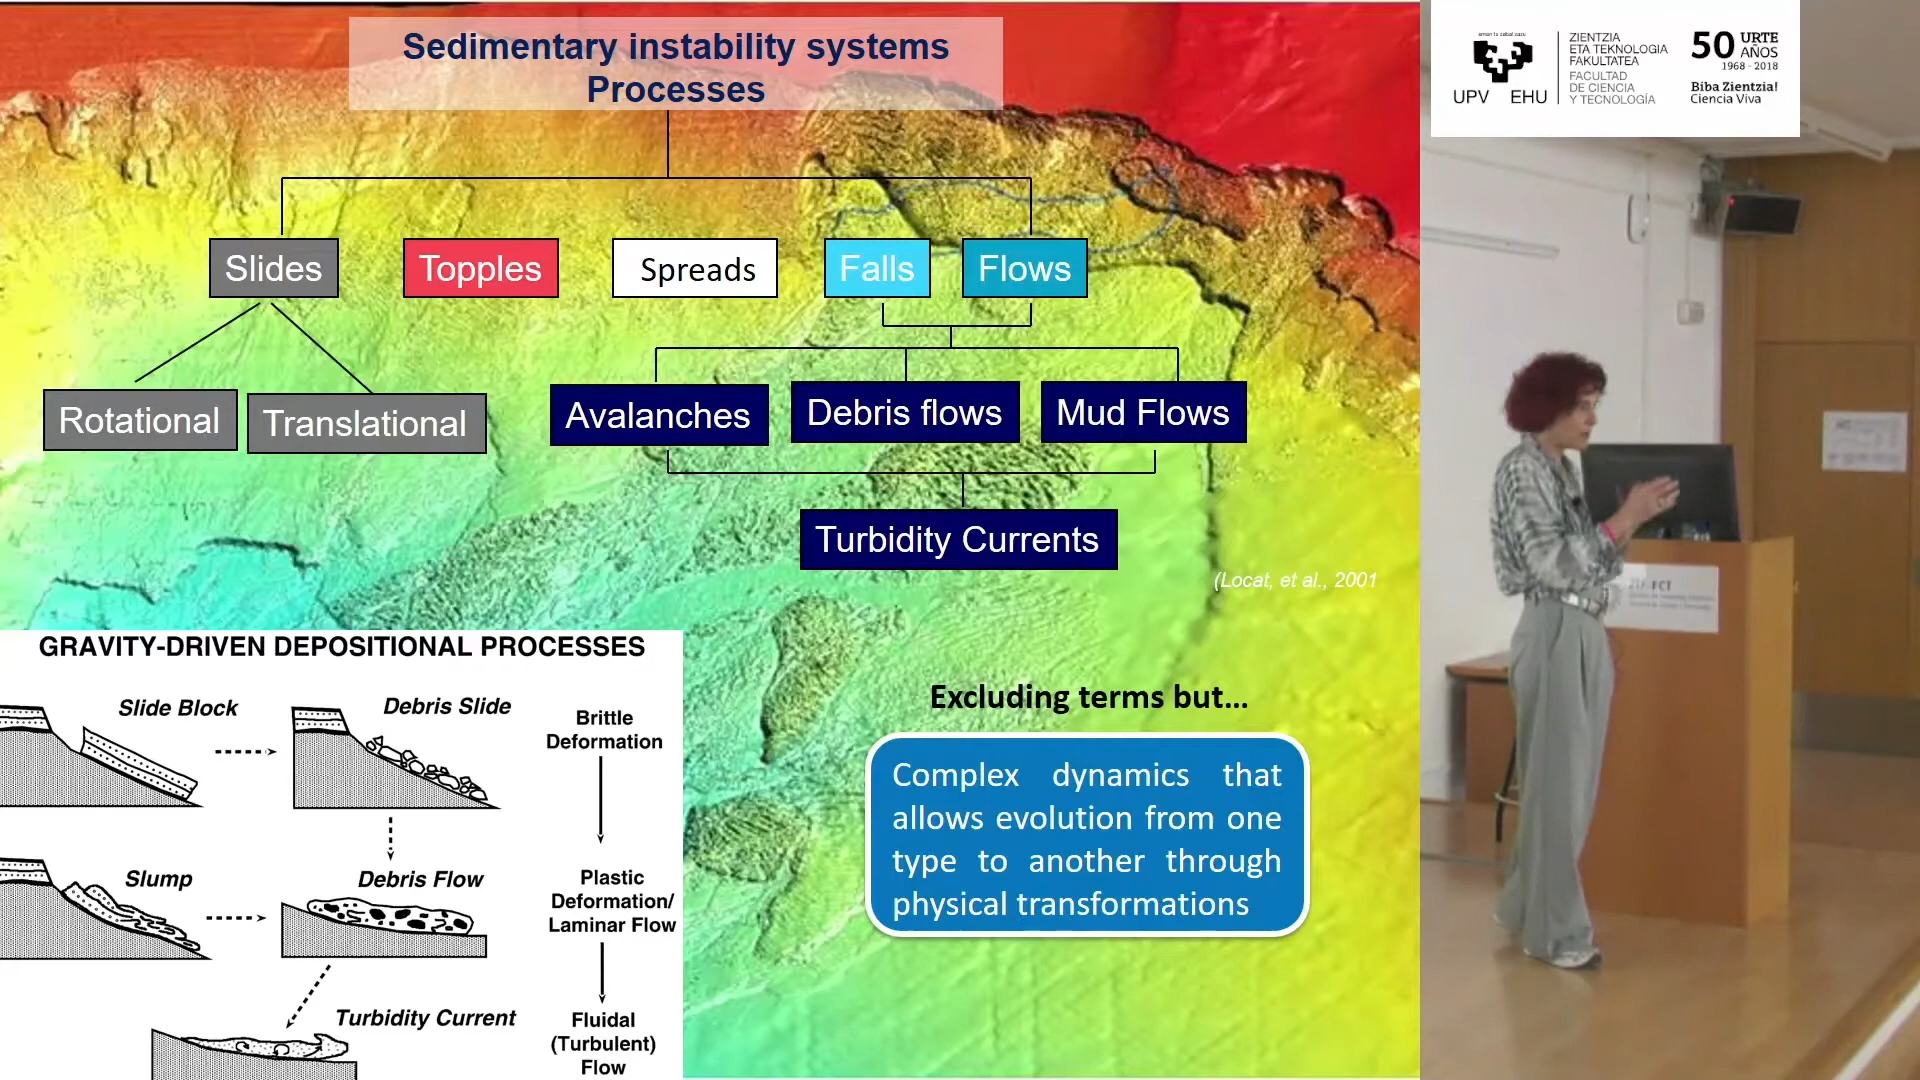 Sedimentary instability systems
Processes
Slides
Topples
Spreads
Falls
Flows
Rotational
Translational
Avalanches
Debris flows
Mud Flows
Turbidity Currents
(Locat, et al., 2001
GRAVITY-DRIVEN DEPOSITIONAL PROCESSES
Slide Block
Debris Slide
Brittle
Deformation
Slump
Debris Flow
Plastic
Deformation/
Laminar Flow
Turbidity Current
Fluidal
(Turbulent)
Flow
Excluding terms but...
Complex dynamics that
allows evolution from one
type to another through
physical transformations
eman ta zabal zazu
UPV EHU
ZIENTZIA
ETA TEKNOLOGIA
FAKULTATEA
FACULTAD
DE CIENCIA
Y TECNOLOGÍA
50 URTE
AÑOS
1968 - 2018
Biba Zientzia!
Ciencia Viva